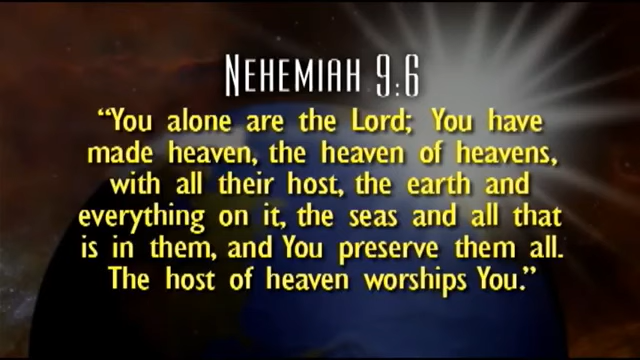 NEHEMIAH 9:6
“You alone are the Lord; You have
made heaven, the heaven of heavens,
with all their host, the earth and
everything on it, the seas and all that
is in them, and You preserve them all.
The host of heaven worships You.”